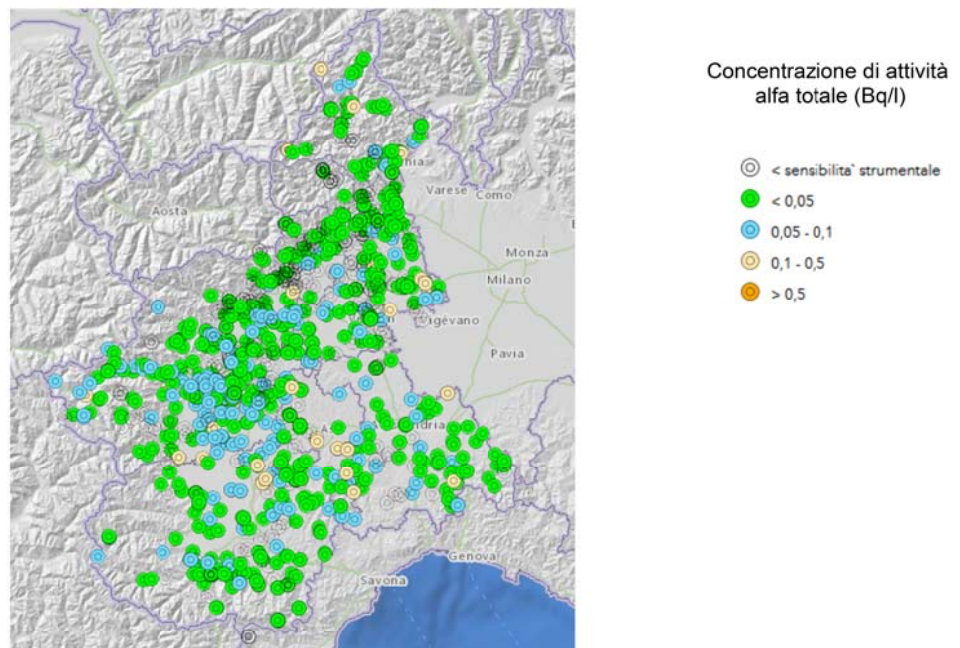 Concentrazione di attività
alfa totale (Bq/l)
< sensibilita` strumentale
< 0,05
0,05 - 0,1
0,1 - 0,5
> 0,5
Varese
Como
Aosta
Monza
Milano
Vigévano
Pavia
Genova
Savona